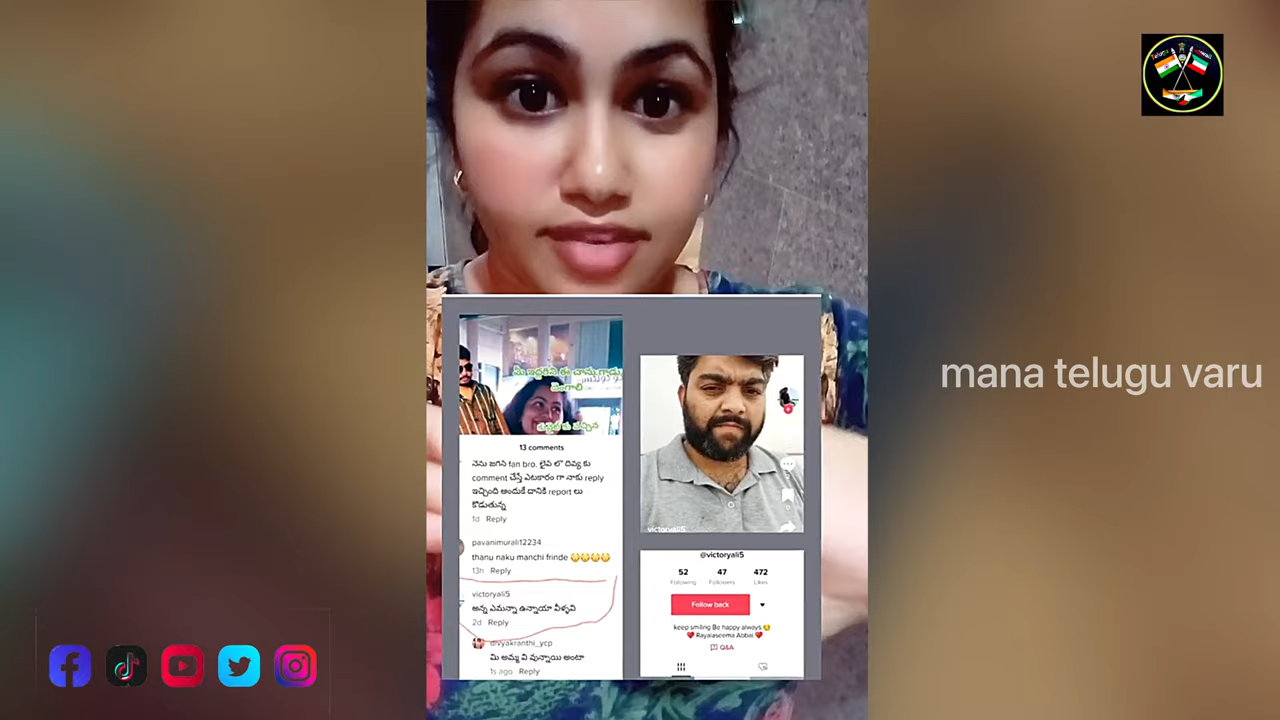 Telugu
mana telugu varu
13 comments
నేను జగన fan bro. లైవ లొ దివ్య కు
comment చేస్తే ఎటకారం గా నాకు reply
ఇచ్చింది అందుకే దానికి report లు
కొడుతున్న
1d Reply
pavanimurali12234
thanu naku manchi frinde 😳😳😳😳
13h Reply
victoryali5
అన్న ఎమన్నా ఉన్నాయా వీళ్ళవి
2d Reply
divyakranthi_ycp
మి అమ్మ వి వున్నాయి అంటా
1s ago Reply
victoryali5
@victoryali5
52 47 472
Following Followers Likes
Follow back
keep smiling Be happy always 😊
❤️ Rayalaseema Abbai ❤️
Q&A